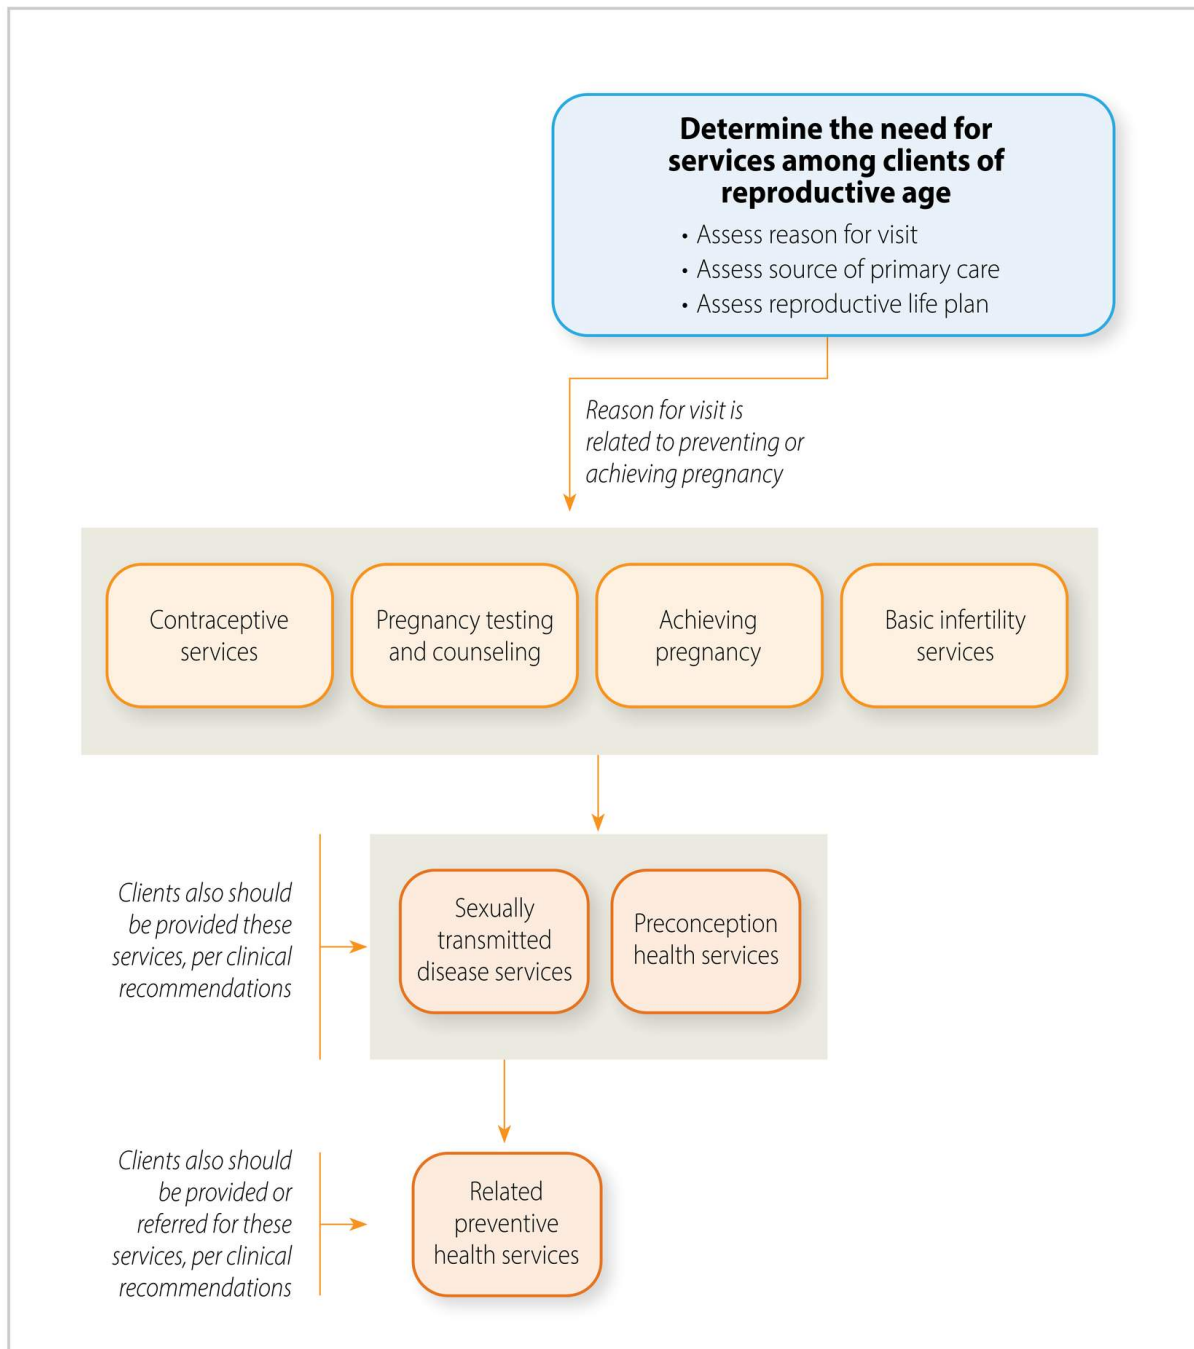 Determine the need for
services among clients of
reproductive age
• Assess reason for visit
• Assess source of primary care
• Assess reproductive life plan
Reason for visit is
related to preventing or
achieving pregnancy
Contraceptive
services
Pregnancy testing
and counseling
Achieving
pregnancy
Basic infertility
services
Clients also should
be provided these
services, per clinical
recommendations
Sexually
transmitted
disease services
Preconception
health services
Clients also should
be provided or
referred for these
services, per clinical
recommendations
Related
preventive
health services